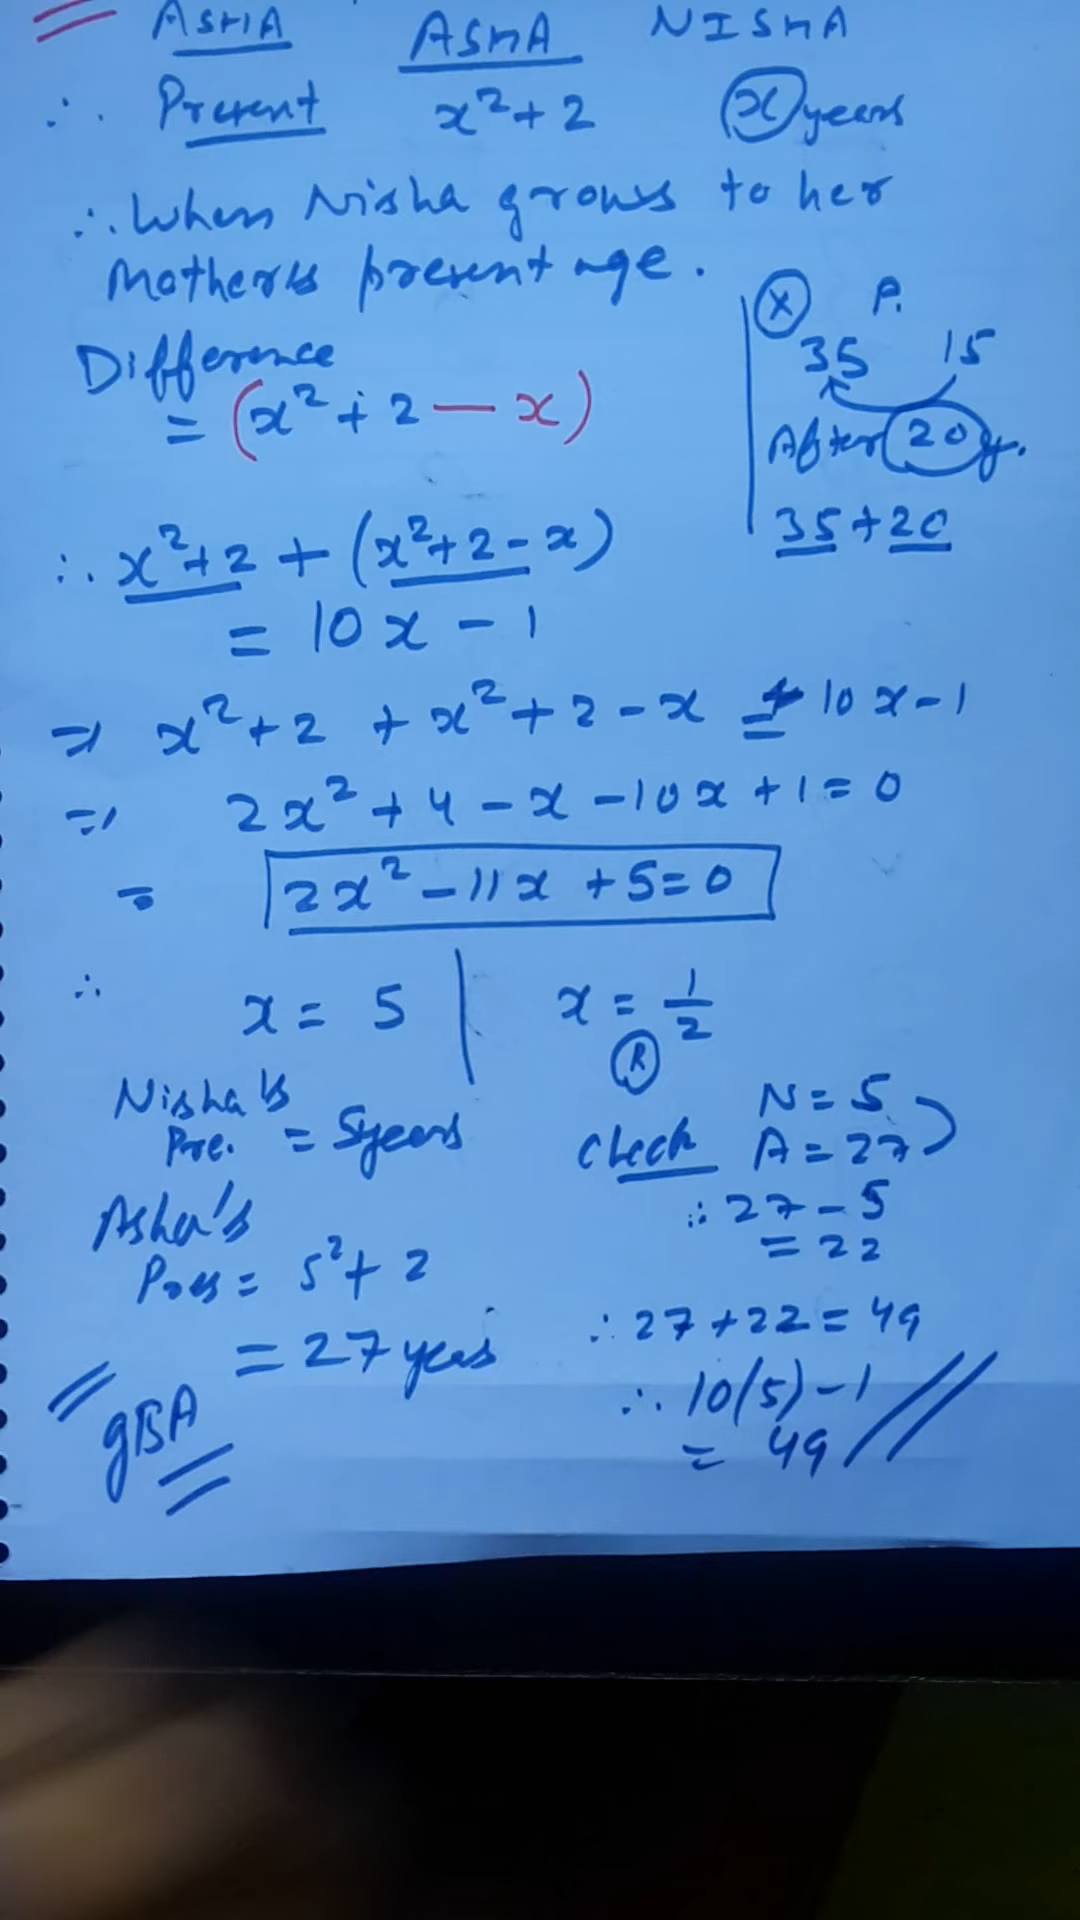 ASHA ASHA NISHA
∴ Present x²+2 x years
∴ When Nisha grows to her
Mother's present age.
Difference
= (x²+2 — x)
X P.
35 15
After 20 y.
35+20
∴ x²+2 + (x²+2-x)
= 10x - 1
⇒ x²+2 + x²+2-x = 10x-1
⇒ 2x²+4-x-10x+1=0
= 2x²-11x+5=0
∴ x = 5 | x = 1/2
R
Nisha's
Pre. = 5years
Asha's
Pres = 5²+2
= 27 years
Check N = 5
A = 27
∴ 27-5
= 22
∴ 27+22 = 49
∴ 10(5)-1
= 49
gBA